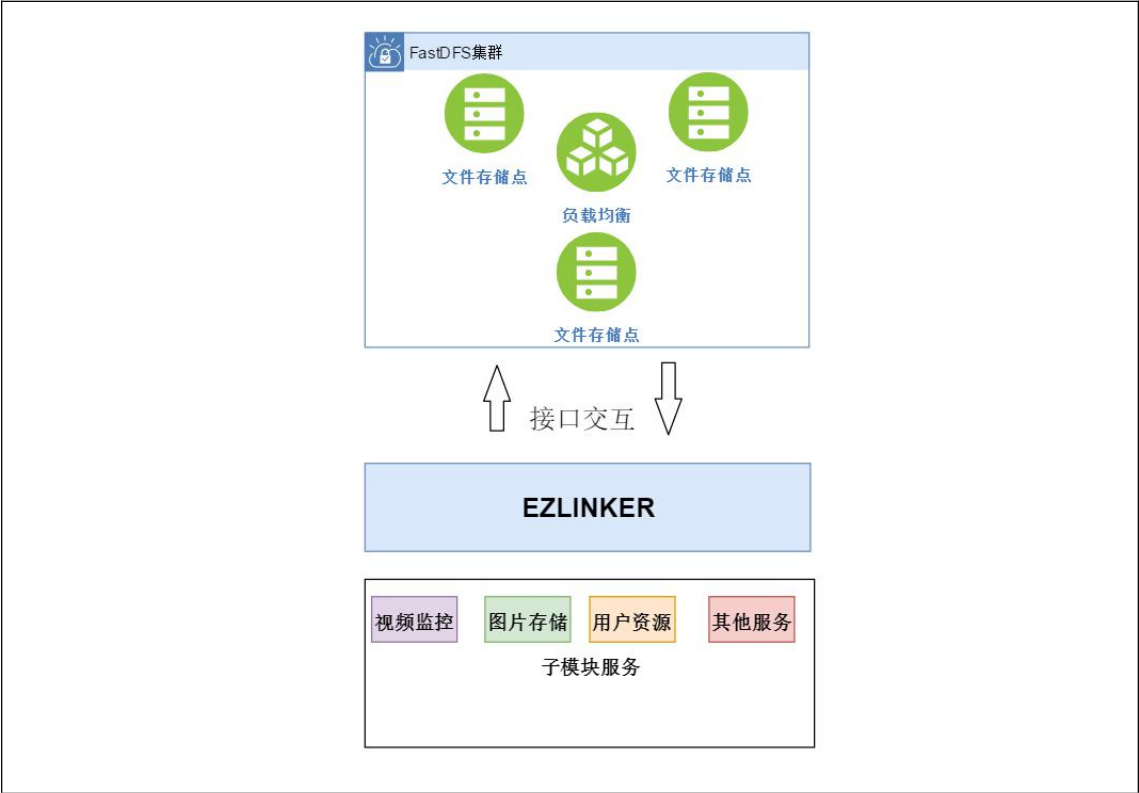 FastDFS集群
文件存储点
文件存储点
负载均衡
文件存储点
接口交互
EZLINKER
视频监控
图片存储
用户资源
其他服务
子模块服务